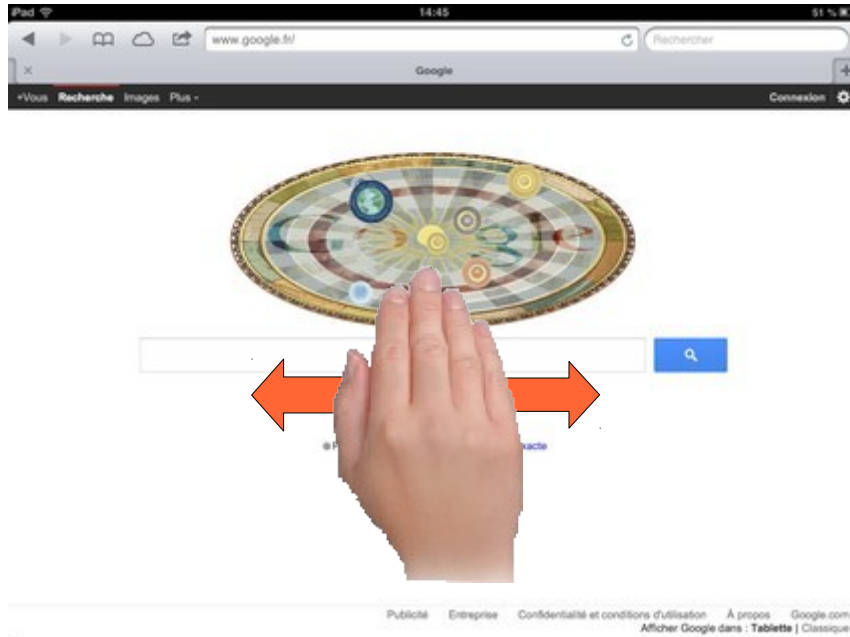 iPad 14:45 51 %
www.google.fr/ Rechercher
Google
+Vous Recherche Images Plus Connexion
xacte
Publicité Entreprise Confidentialité et conditions d'utilisation À propos Google.com
Afficher Google dans : Tablette | Classique